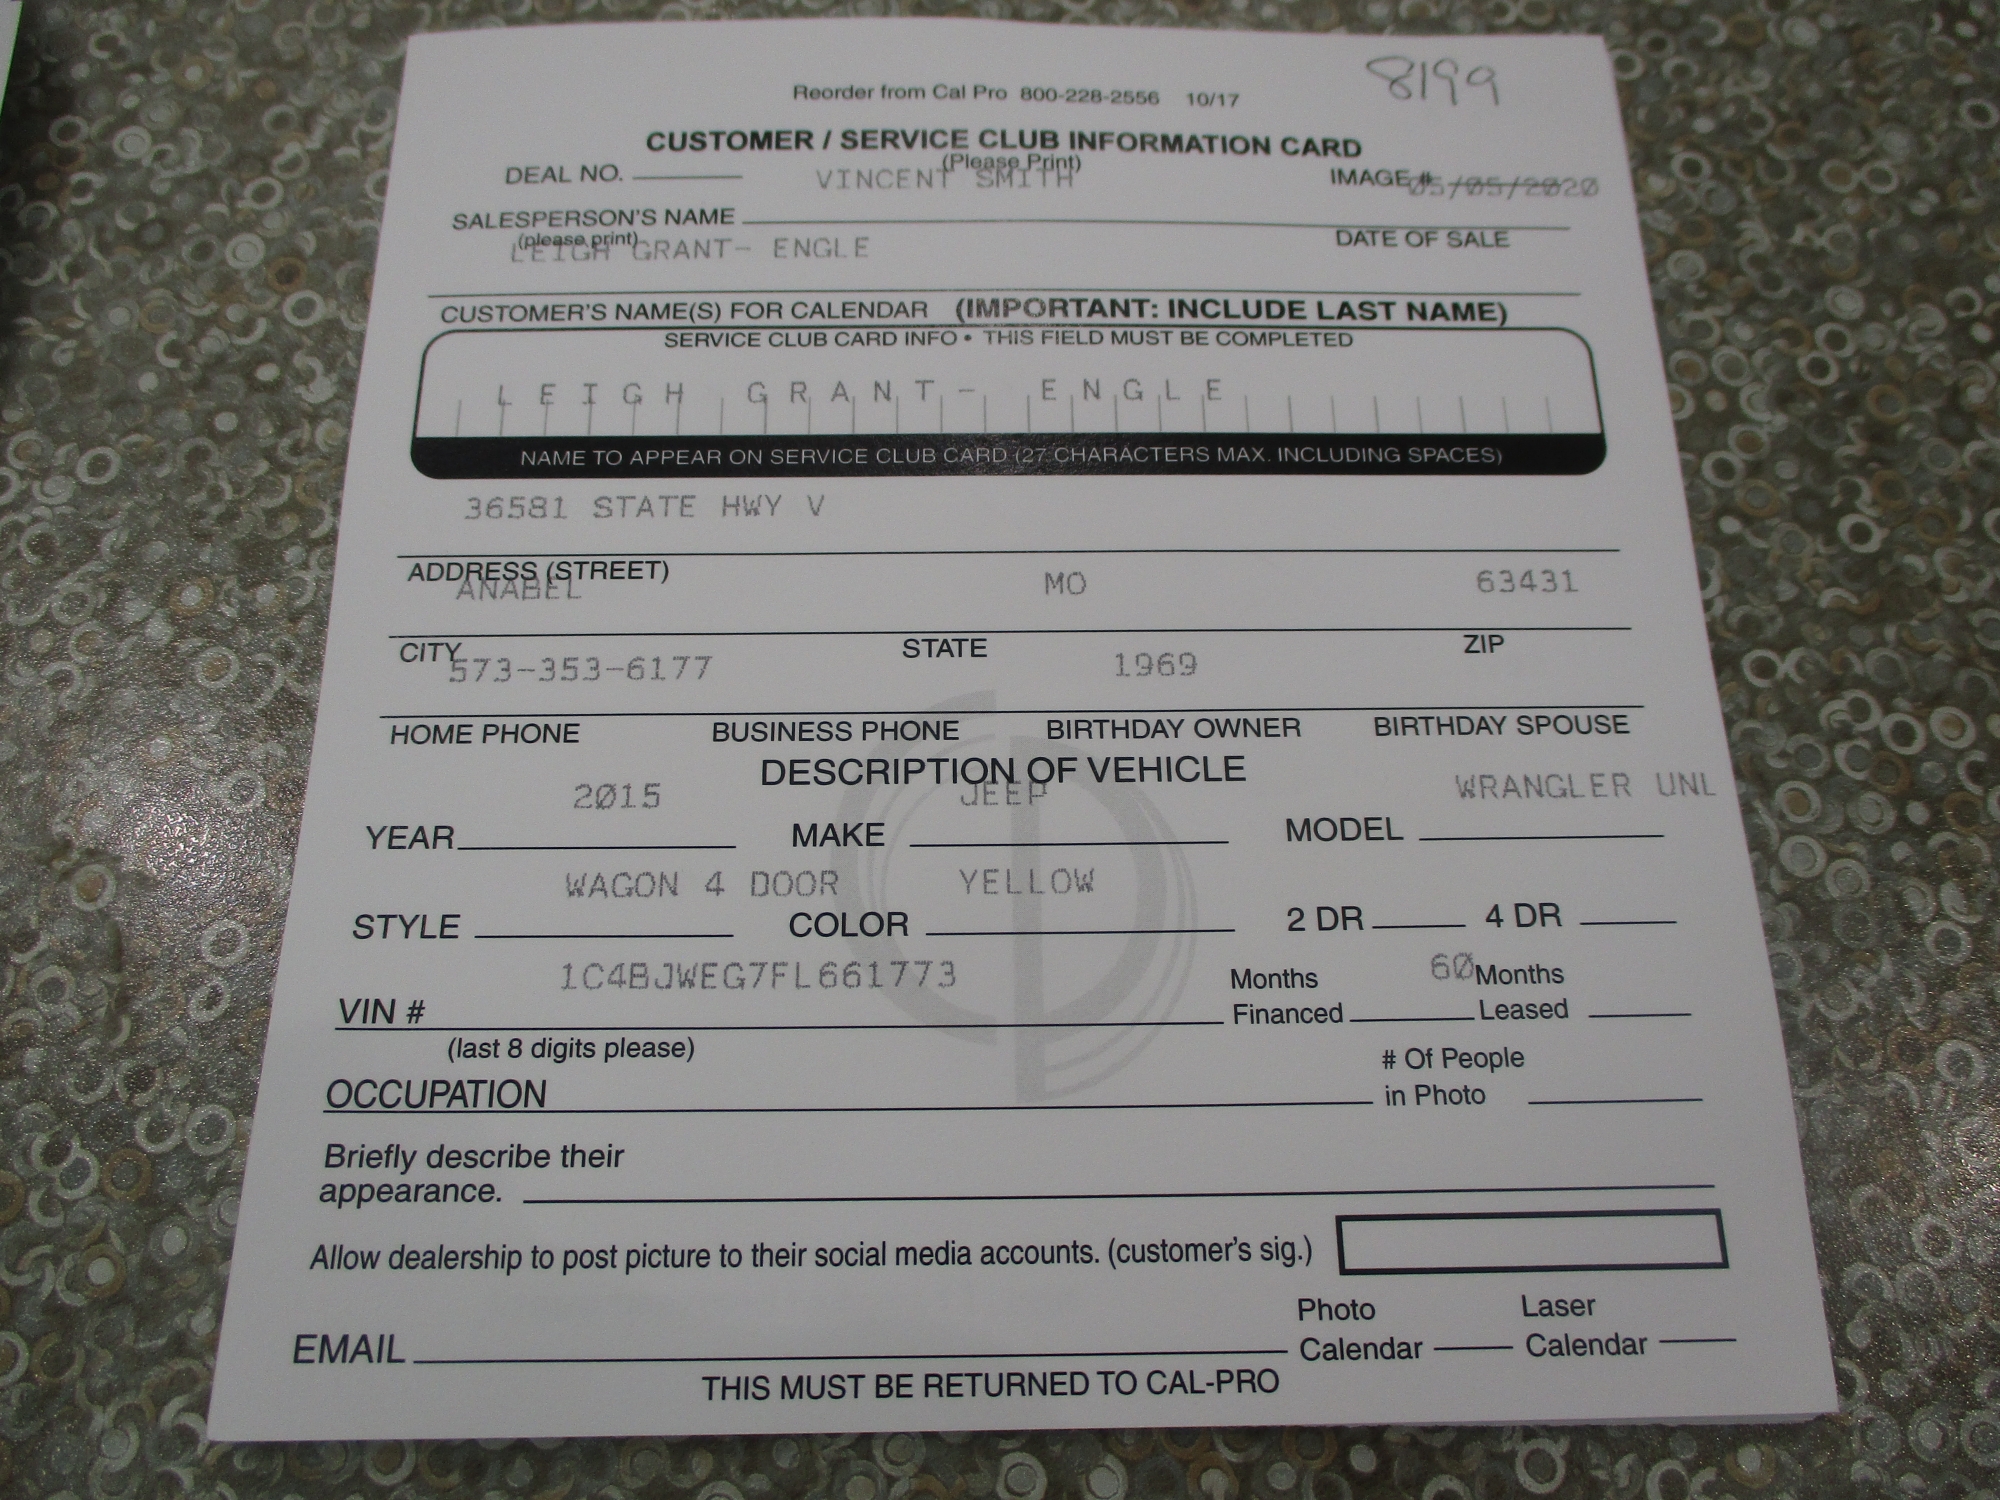 8199
Reorder from Cal Pro 800-228-2556 10/17
CUSTOMER / SERVICE CLUB INFORMATION CARD
(Please Print)
DEAL NO. VINCENT SMITH IMAGE # 05/05/2020
SALESPERSON'S NAME
(please print) DATE OF SALE
LEIGH GRANT- ENGLE
CUSTOMER'S NAME(S) FOR CALENDAR (IMPORTANT: INCLUDE LAST NAME)
SERVICE CLUB CARD INFO • THIS FIELD MUST BE COMPLETED
LEIGH GRANT- ENGLE
NAME TO APPEAR ON SERVICE CLUB CARD (27 CHARACTERS MAX. INCLUDING SPACES)
36581 STATE HWY V
ADDRESS (STREET)
ANABEL MO 63431
CITY STATE ZIP
573-353-6177 1969
HOME PHONE BUSINESS PHONE BIRTHDAY OWNER BIRTHDAY SPOUSE
DESCRIPTION OF VEHICLE
2015 JEEP WRANGLER UNL
YEAR MAKE MODEL
WAGON 4 DOOR YELLOW
STYLE COLOR 2 DR 4 DR
1C4BJWEG7FL661773 60
VIN # Months Financed Months Leased
(last 8 digits please)
OCCUPATION # Of People in Photo
Briefly describe their
appearance.
Allow dealership to post picture to their social media accounts. (customer's sig.)
EMAIL Photo Calendar Laser Calendar
THIS MUST BE RETURNED TO CAL-PRO